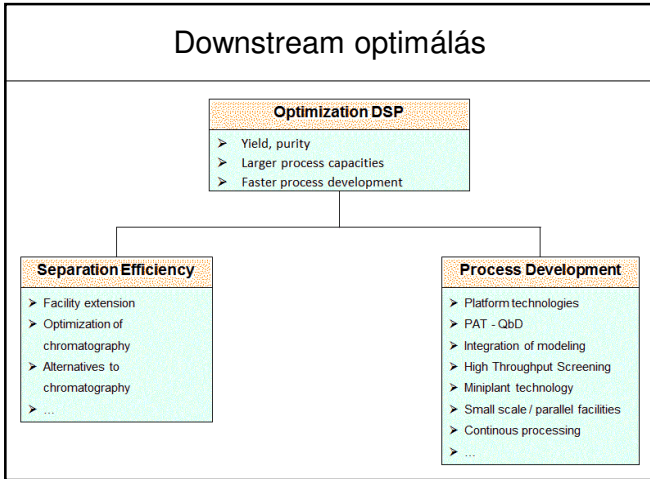 Downstream optimálás
Optimization DSP
➤ Yield, purity
➤ Larger process capacities
➤ Faster process development
Separation Efficiency
➤ Facility extension
➤ Optimization of
chromatography
➤ Alternatives to
chromatography
➤ ...
Process Development
➤ Platform technologies
➤ PAT - QbD
➤ Integration of modeling
➤ High Throughput Screening
➤ Miniplant technology
➤ Small scale / parallel facilities
➤ Continous processing
➤ ...